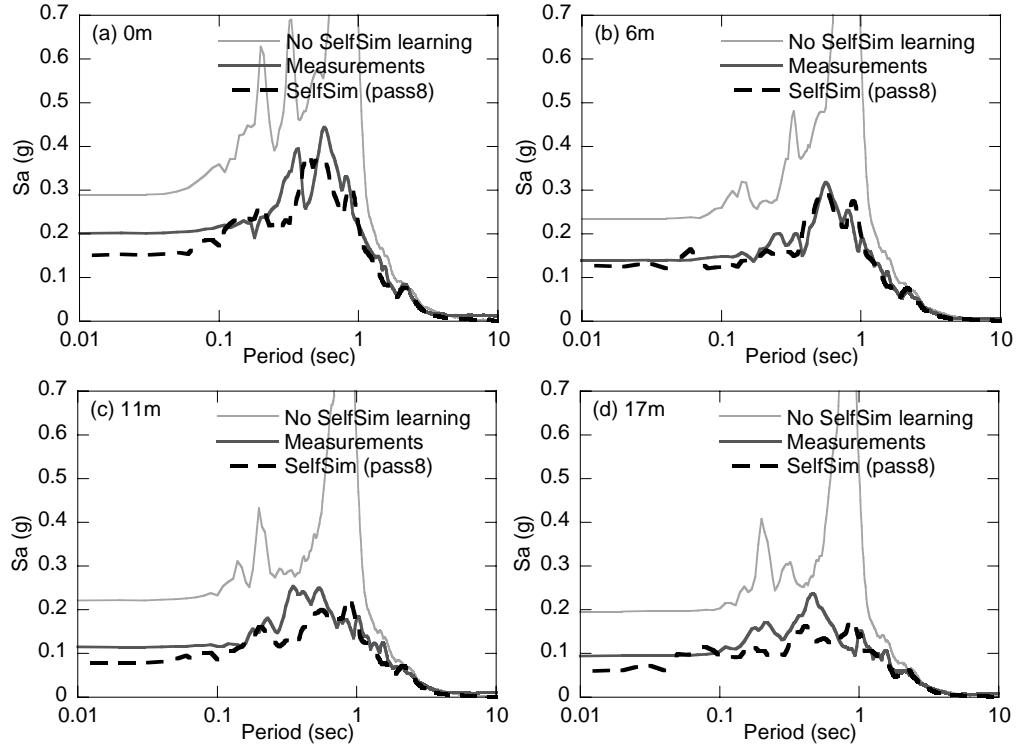 (a) 0m
No SelfSim learning
Measurements
SelfSim (pass8)
Sa (g)
0.7
0.6
0.5
0.4
0.3
0.2
0.1
0
0.01
0.1
1
10
Period (sec)
(b) 6m
No SelfSim learning
Measurements
SelfSim (pass8)
Sa (g)
0.7
0.6
0.5
0.4
0.3
0.2
0.1
0
0.01
0.1
1
10
Period (sec)
(c) 11m
No SelfSim learning
Measurements
SelfSim (pass8)
Sa (g)
0.7
0.6
0.5
0.4
0.3
0.2
0.1
0
0.01
0.1
1
10
Period (sec)
(d) 17m
No SelfSim learning
Measurements
SelfSim (pass8)
Sa (g)
0.7
0.6
0.5
0.4
0.3
0.2
0.1
0
0.01
0.1
1
10
Period (sec)